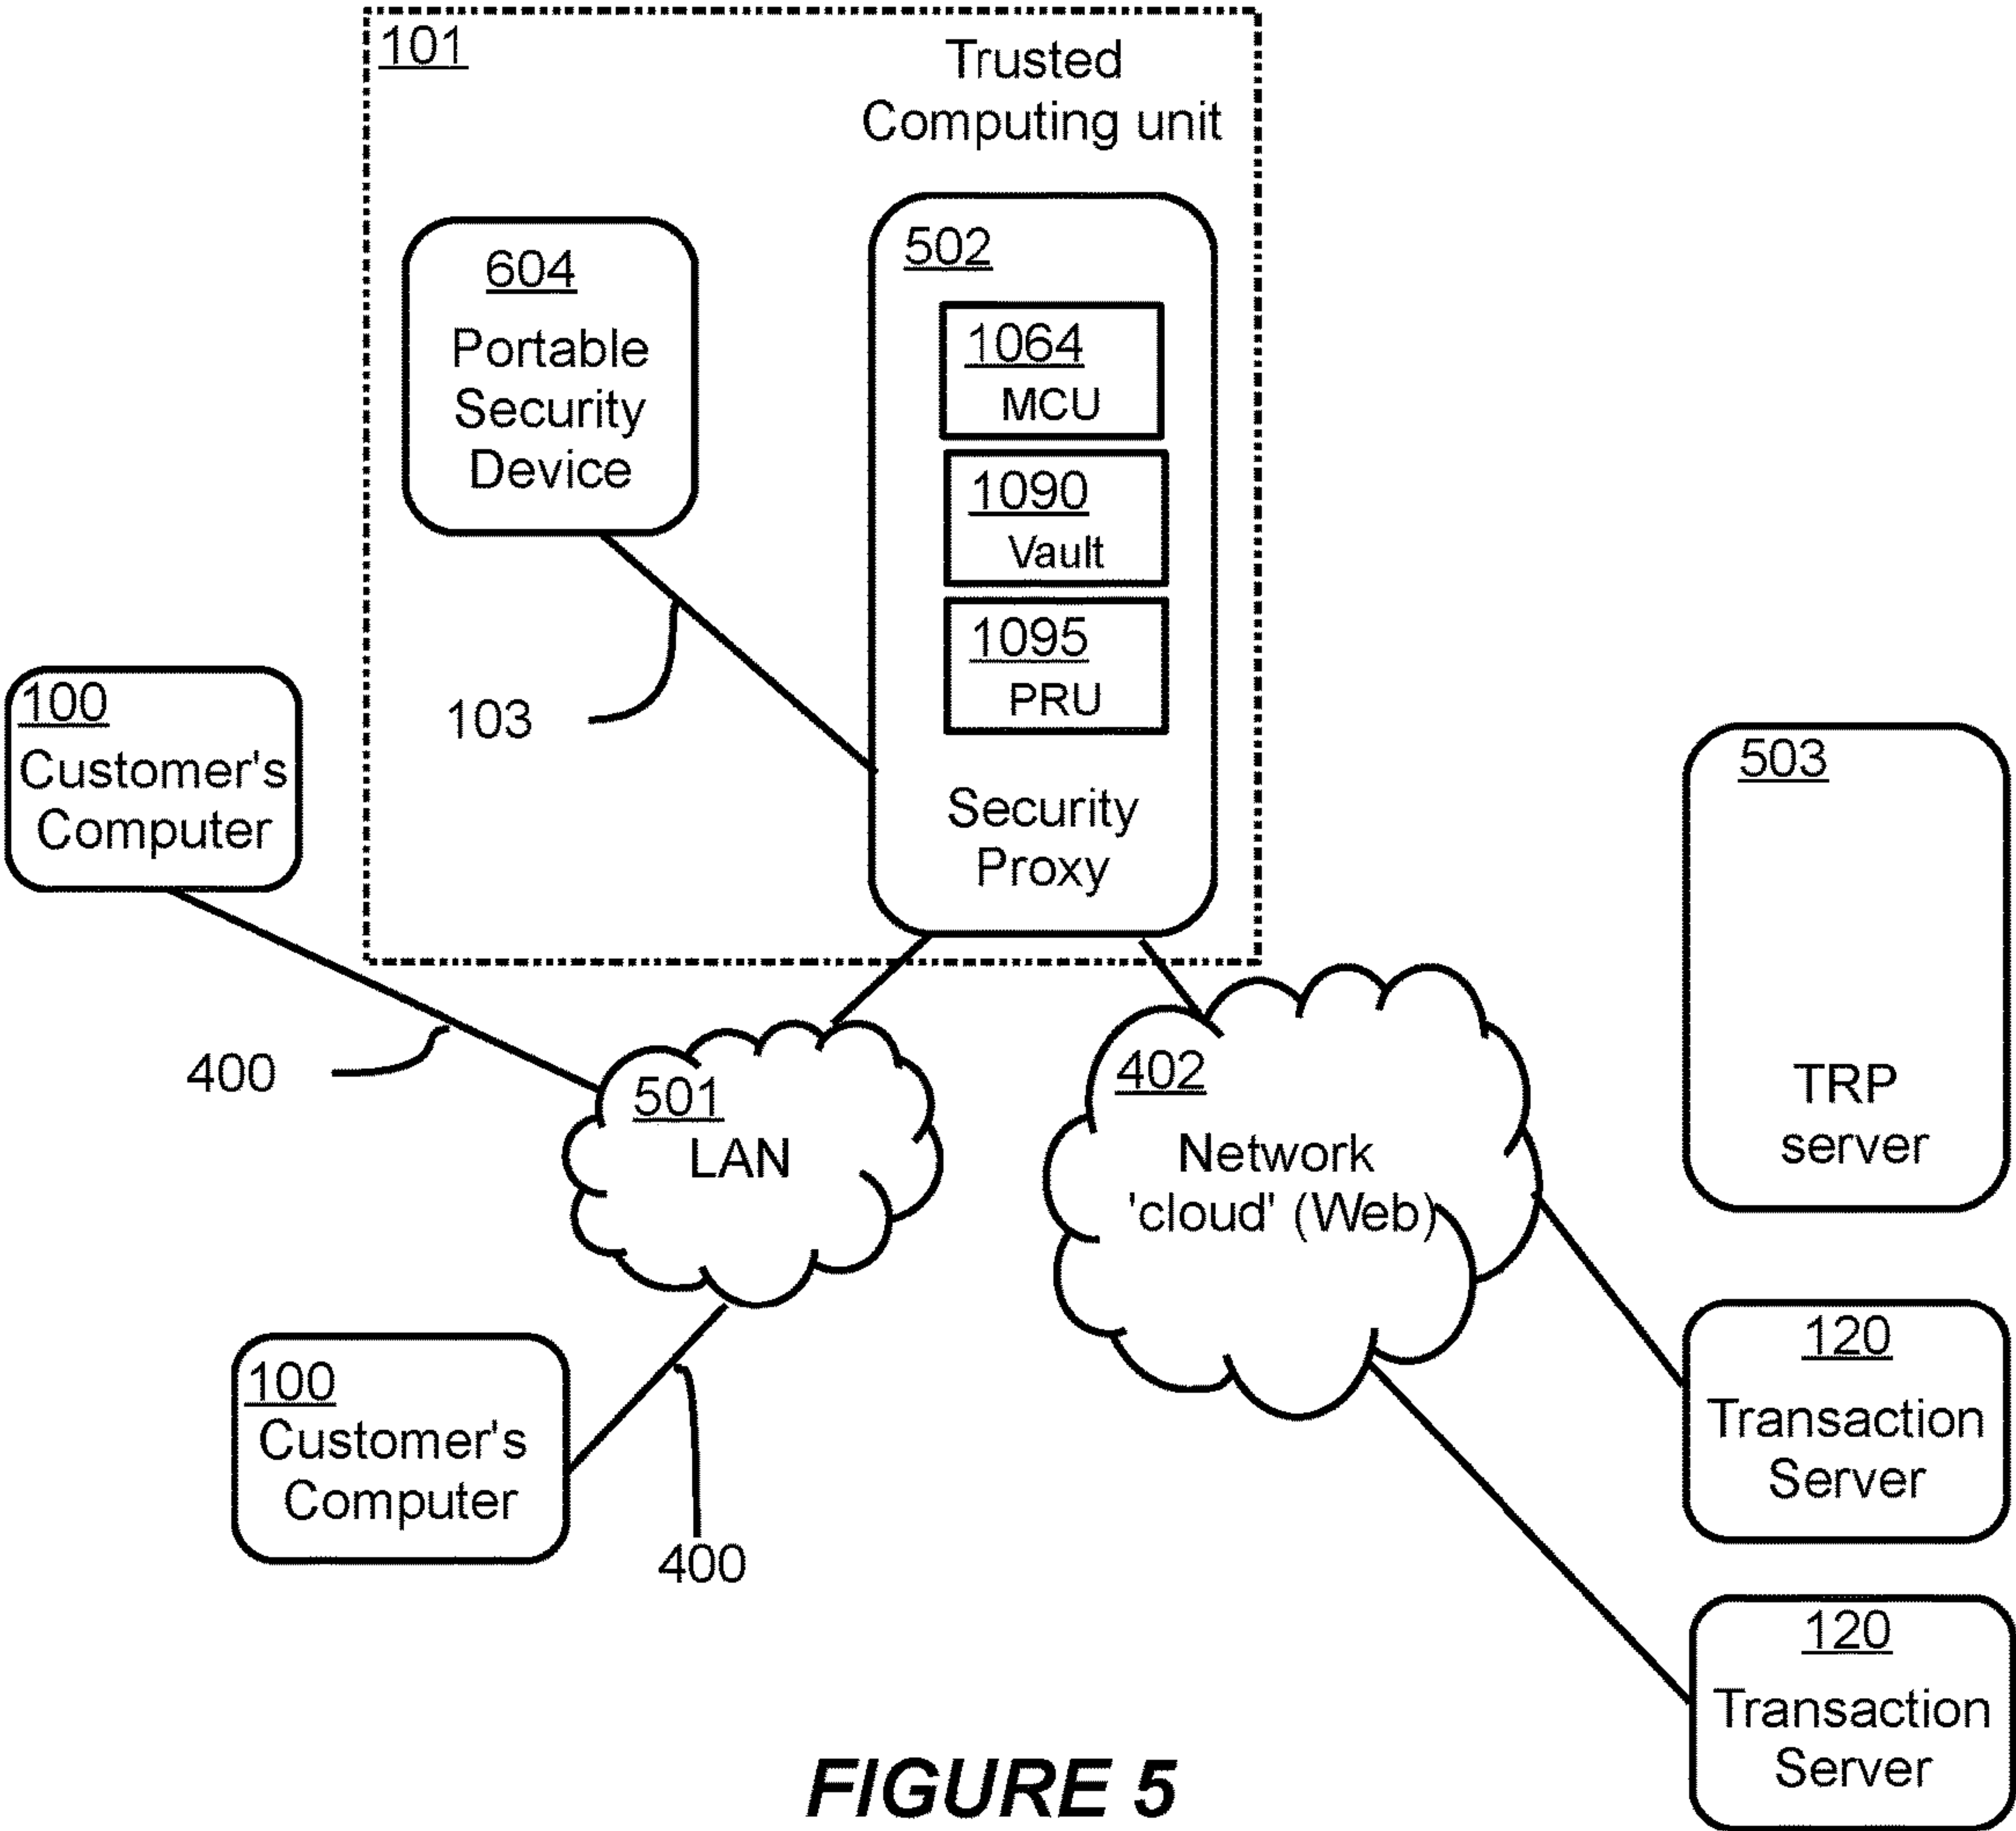 101
Trusted
Computing unit
604
Portable
Security
Device
502
1064
MCU
1090
Vault
1095
PRU
Security
Proxy
103
100
Customer's
Computer
400
501
LAN
402
Network
'cloud' (Web)
503
TRP
server
100
Customer's
Computer
400
120
Transaction
Server
120
Transaction
Server
FIGURE 5